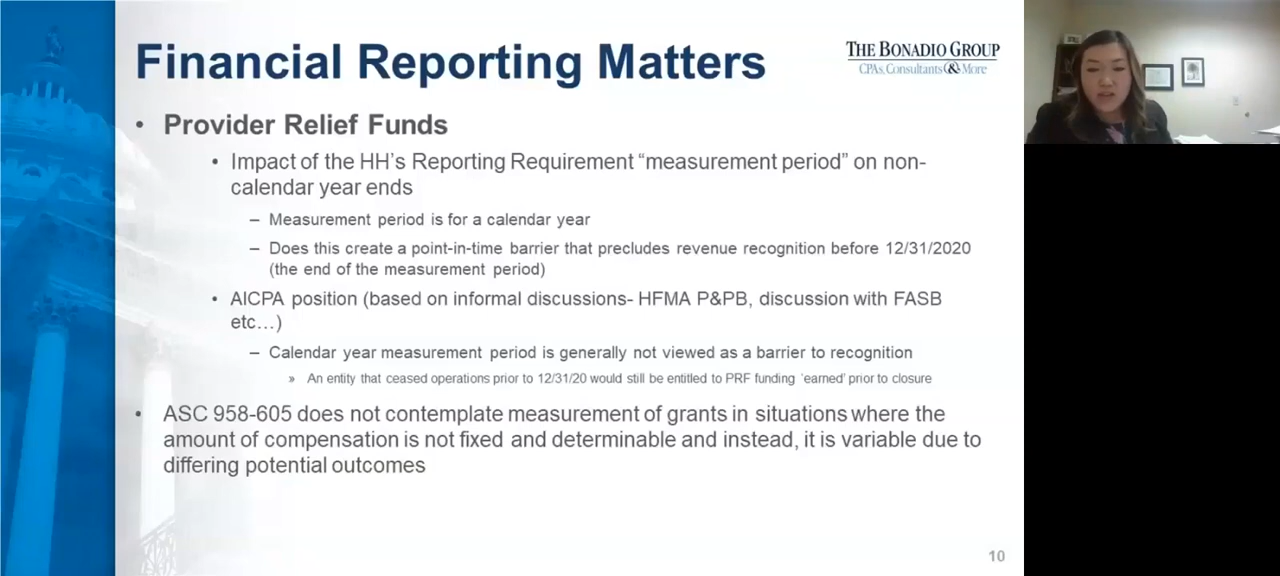 Financial Reporting Matters
THE BONADIO GROUP
CPAs, Consultants & More
• Provider Relief Funds
• Impact of the HH's Reporting Requirement “measurement period” on non-
calendar year ends
– Measurement period is for a calendar year
– Does this create a point-in-time barrier that precludes revenue recognition before 12/31/2020
(the end of the measurement period)
• AICPA position (based on informal discussions- HFMA P&PB, discussion with FASB
etc…)
– Calendar year measurement period is generally not viewed as a barrier to recognition
» An entity that ceased operations prior to 12/31/20 would still be entitled to PRF funding ‘earned’ prior to closure
• ASC 958-605 does not contemplate measurement of grants in situations where the
amount of compensation is not fixed and determinable and instead, it is variable due to
differing potential outcomes
10